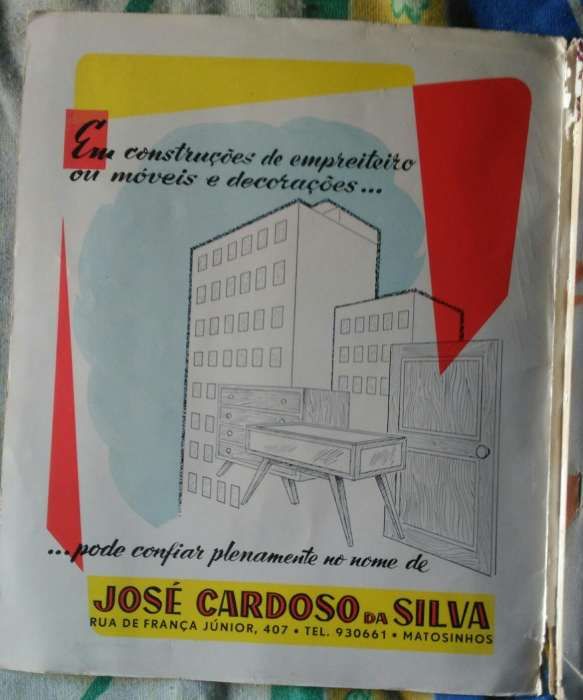 Em construções de empreiteiro
ou móveis e decorações...
...pode confiar plenamente no nome de
JOSÉ CARDOSO DA SILVA
RUA DE FRANÇA JÚNIOR, 407 • TEL. 930661 • MATOSINHOS